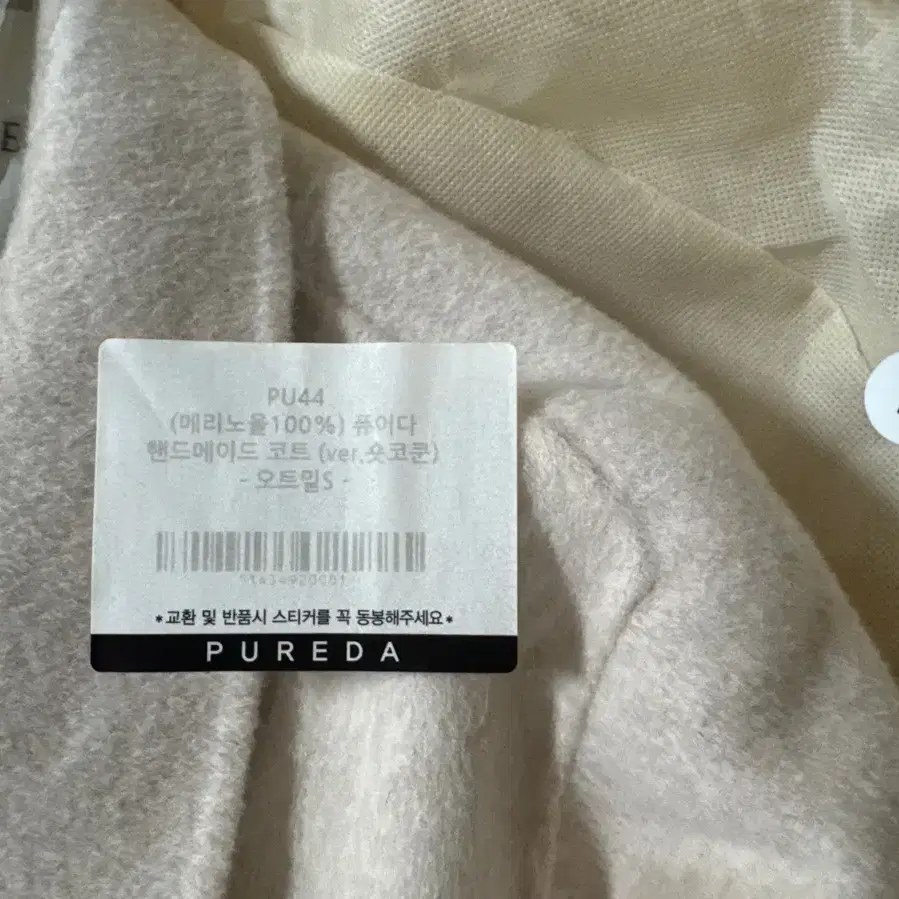 PU44
(메리노울100%) 퓨어다
핸드메이드 코트 (ver.숏코쿤)
- 오트밀S -
*교환 및 반품시 스티커를 꼭 동봉해주세요*
PUREDA